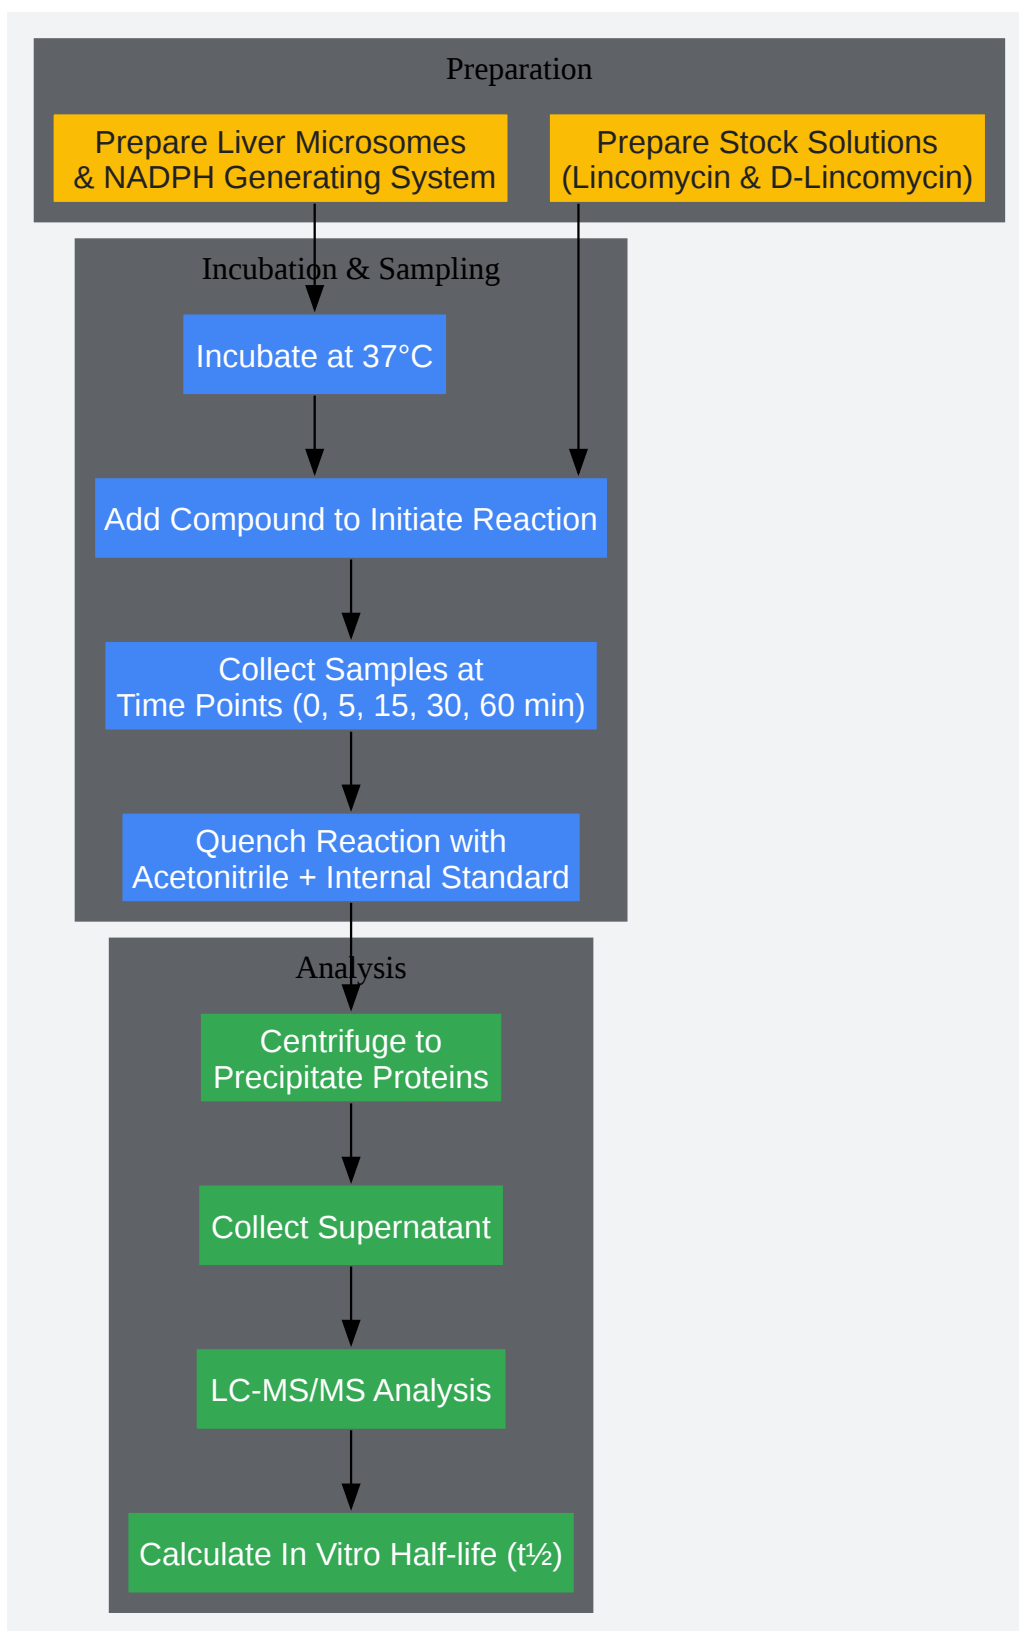 Preparation
Prepare Liver Microsomes
& NADPH Generating System
Prepare Stock Solutions
(Lincomycin & D-Lincomycin)
Incubation & Sampling
Incubate at 37°C
Add Compound to Initiate Reaction
Collect Samples at
Time Points (0, 5, 15, 30, 60 min)
Quench Reaction with
Acetonitrile + Internal Standard
Analysis
Centrifuge to
Precipitate Proteins
Collect Supernatant
LC-MS/MS Analysis
Calculate In Vitro Half-life (t½)